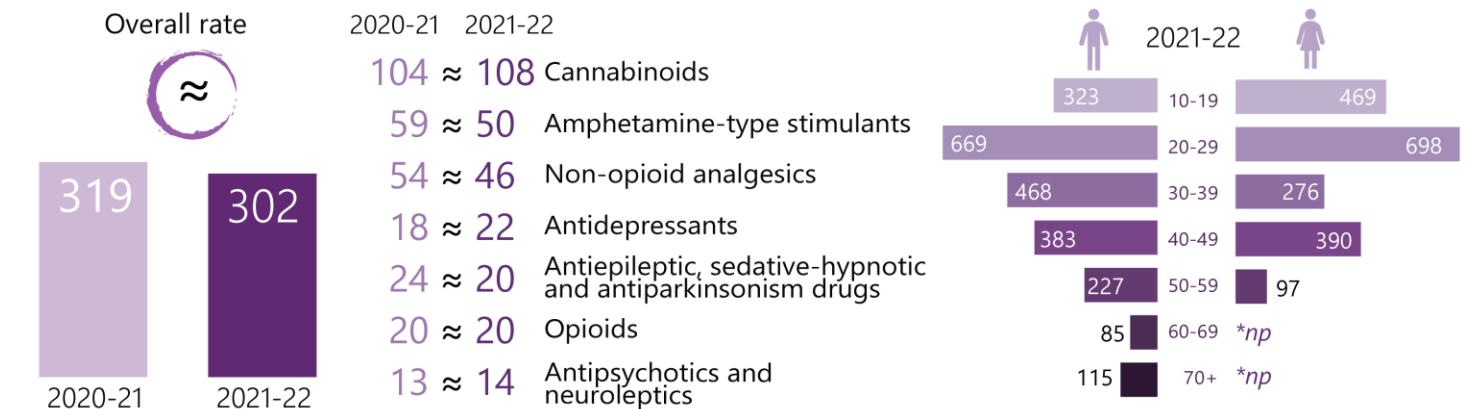 Overall rate
≈
319
302
2020-21
2021-22
2020-21 2021-22
104 ≈ 108 Cannabinoids
59 ≈ 50 Amphetamine-type stimulants
54 ≈ 46 Non-opioid analgesics
18 ≈ 22 Antidepressants
24 ≈ 20 Antiepileptic, sedative-hypnotic
and antiparkinsonism drugs
20 ≈ 20 Opioids
13 ≈ 14 Antipsychotics and
neuroleptics
2021-22
323 10-19 469
669 20-29 698
468 30-39 276
383 40-49 390
227 50-59 97
85 60-69 *np
115 70+ *np